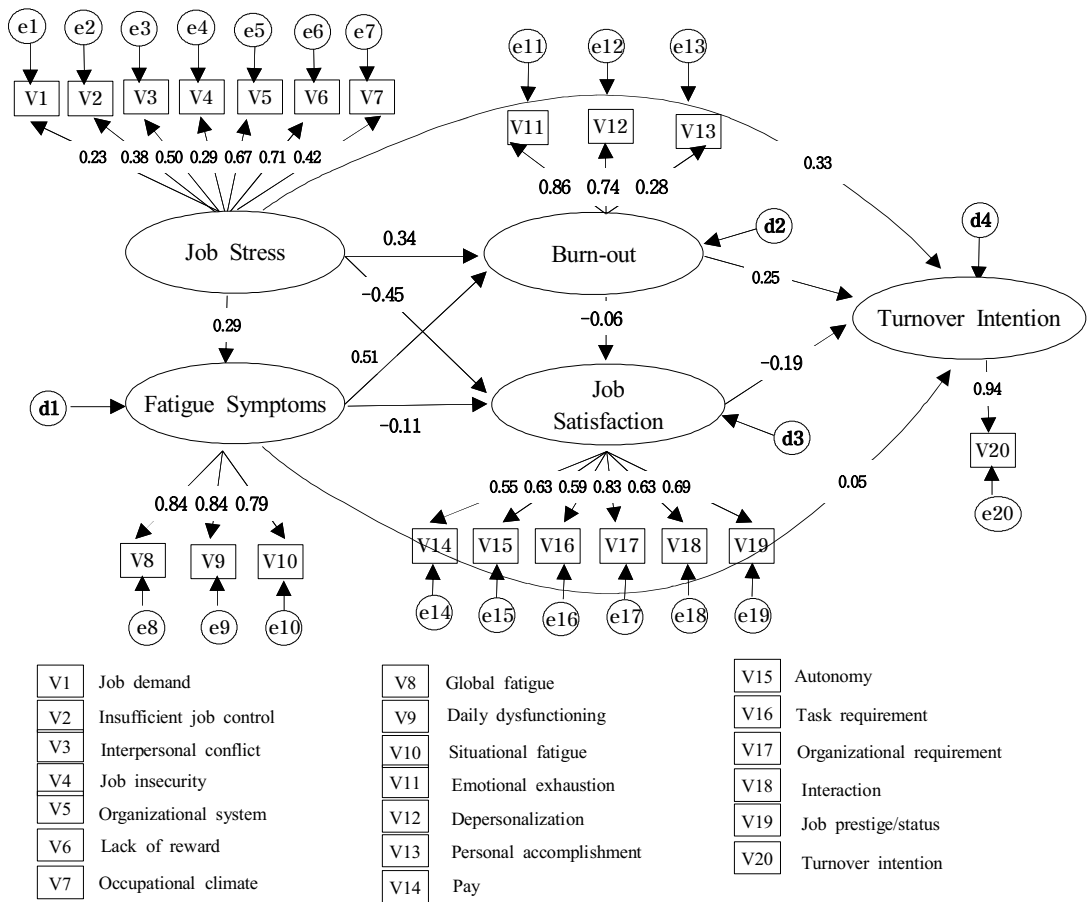 e1 e2 e3 e4 e5 e6 e7
e11 e12 e13
V1 V2 V3 V4 V5 V6 V7
V11 V12 V13
0.23 0.38 0.50 0.29 0.67 0.71 0.42
0.33
0.86 0.74 0.28
Job Stress
0.34
Burn-out
d2
d4
-0.45
0.25
0.29
-0.06
Turnover Intention
0.51
-0.19
d1
Fatigue Symptoms
-0.11
Job
Satisfaction
d3
0.94
V20
e20
0.84 0.84 0.79
0.55 0.63 0.59 0.83 0.63 0.69
0.05
V8 V9 V10
V14 V15 V16 V17 V18 V19
e8 e9 e10
e14 e15 e16 e17 e18 e19
V1 Job demand
V2 Insufficient job control
V3 Interpersonal conflict
V4 Job insecurity
V5 Organizational system
V6 Lack of reward
V7 Occupational climate
V8 Global fatigue
V9 Daily dysfunctioning
V10 Situational fatigue
V11 Emotional exhaustion
V12 Depersonalization
V13 Personal accomplishment
V14 Pay
V15 Autonomy
V16 Task requirement
V17 Organizational requirement
V18 Interaction
V19 Job prestige/status
V20 Turnover intention